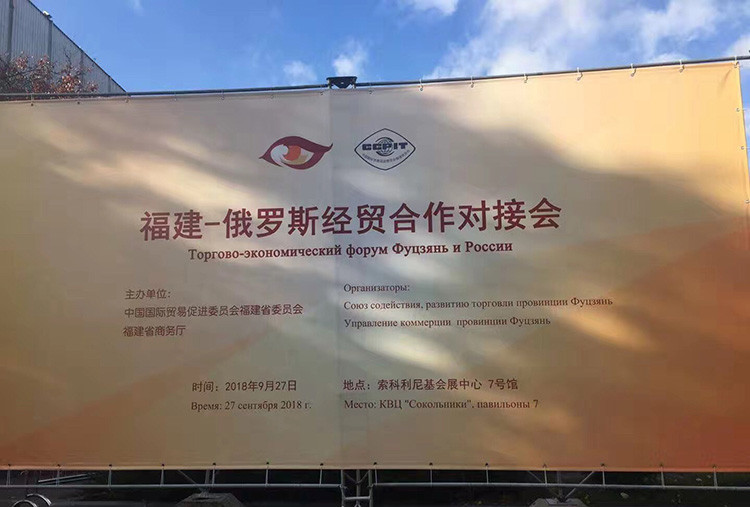 CCPIT
福建-俄罗斯经贸合作对接会
Торгово-экономический форум Фуцзянь и России
主办单位:
中国国际贸易促进委员会福建省委员会
福建省商务厅
Организаторы:
Союз содействия, развитию торговли провинции Фуцзянь
Управление коммерции провинции Фуцзянь
时间：2018年9月27日
Время: 27 сентября 2018 г.
地点：索科利尼基会展中心 7号馆
Место: КВЦ "Сокольники", павильоны 7